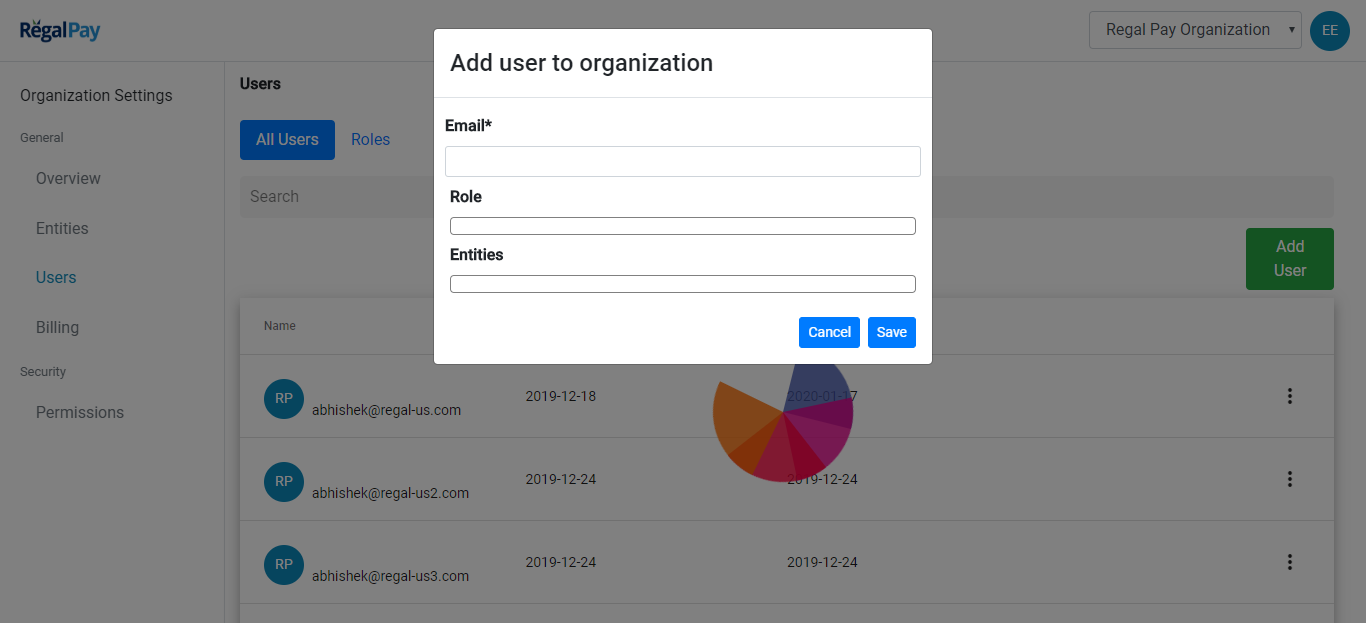 RegalPay
Regal Pay Organization
EE
Organization Settings
General
Overview
Entities
Users
Billing
Security
Permissions
Users
All Users
Roles
Search
Add
User
Name
RP
abhishek@regal-us.com
2019-12-18
2020-01-17
RP
abhishek@regal-us2.com
2019-12-24
2019-12-24
RP
abhishek@regal-us3.com
2019-12-24
2019-12-24
Add user to organization
Email*
Role
Entities
Cancel
Save